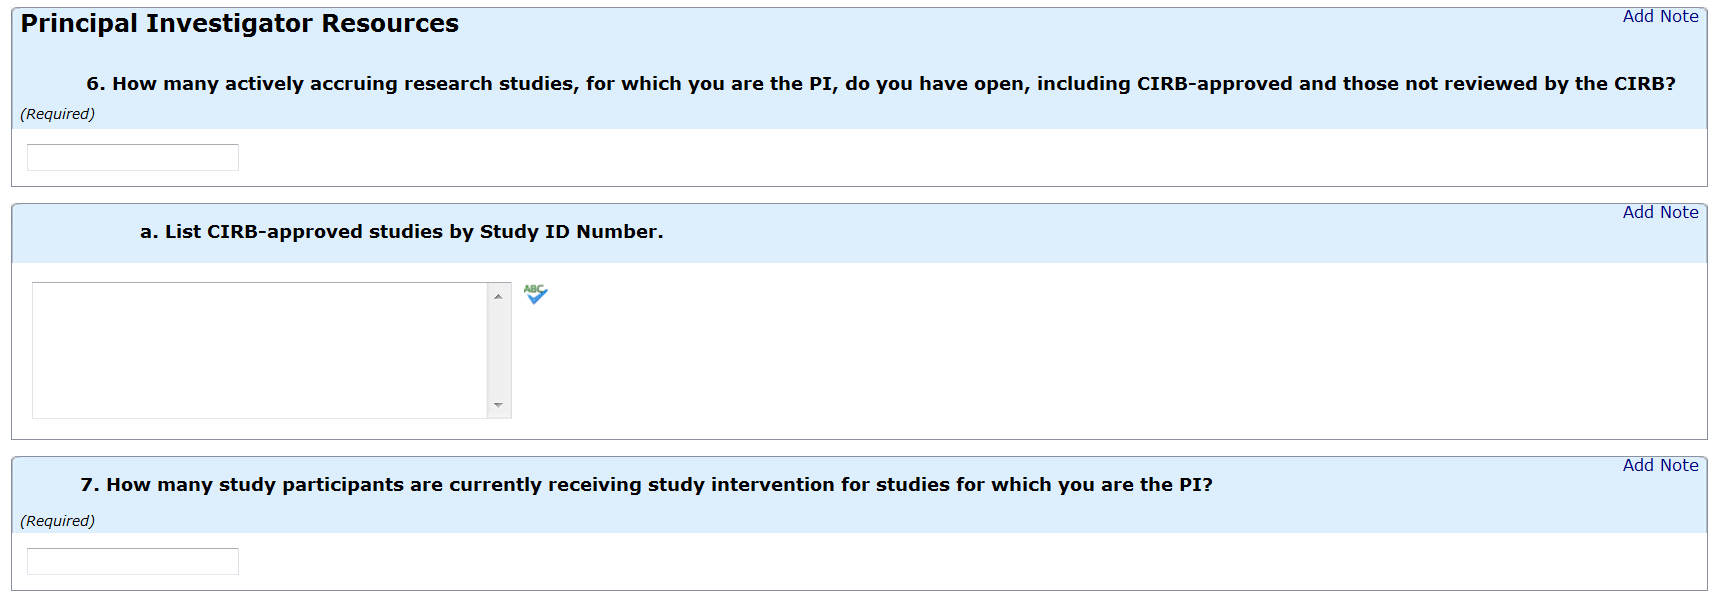 Principal Investigator Resources
Add Note
6. How many actively accruing research studies, for which you are the PI, do you have open, including CIRB-approved and those not reviewed by the CIRB?
(Required)
Add Note
a. List CIRB-approved studies by Study ID Number.
ABC
Add Note
7. How many study participants are currently receiving study intervention for studies for which you are the PI?
(Required)